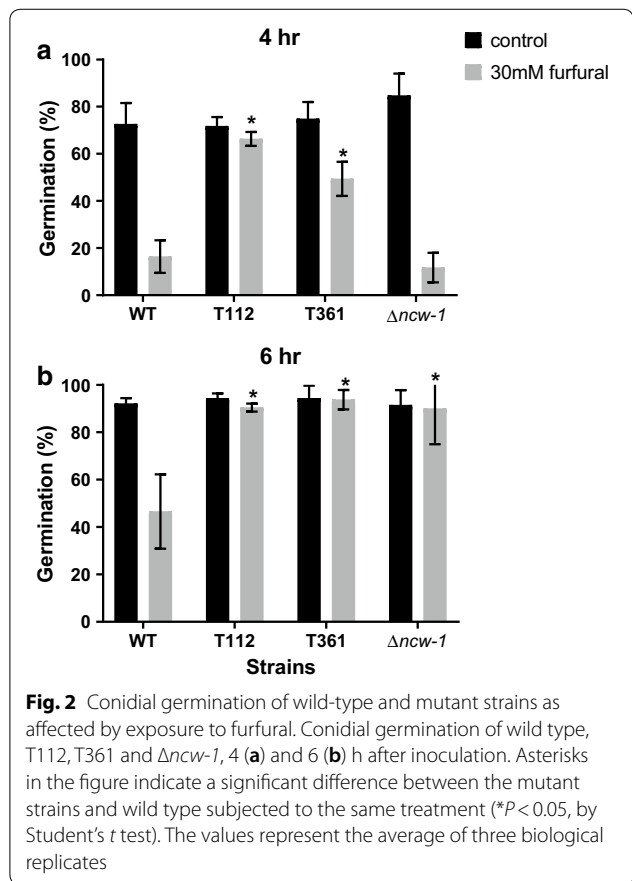 4 hr
a
control
30mM furfural
Germination (%)
100
80
60
40
20
0
*
*
WT
T112
T361
Δncw-1
6 hr
b
Germination (%)
100
80
60
40
20
0
*
*
*
WT
T112
T361
Δncw-1
Strains
Fig. 2 Conidial germination of wild-type and mutant strains as
affected by exposure to furfural. Conidial germination of wild type,
T112, T361 and Δncw-1, 4 (a) and 6 (b) h after inoculation. Asterisks
in the figure indicate a significant difference between the mutant
strains and wild type subjected to the same treatment (*P < 0.05, by
Student's t test). The values represent the average of three biological
replicates